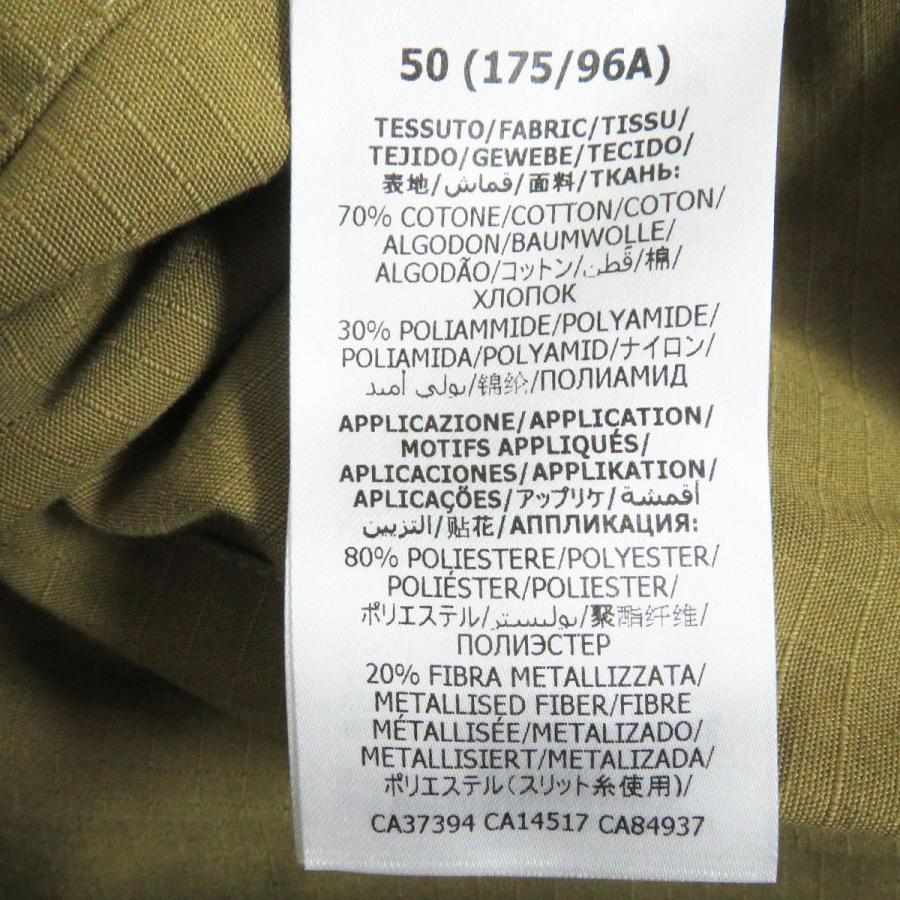 50 (175/96A)
TESSUTO/FABRIC/TISSU/
TEJIDO/GEWEBE/TECIDO/
表地/قماش/面料/ТКАНЬ:
70% COTONE/COTTON/COTON/
ALGODON/BAUMWOLLE/
ALGODÃO/コットン/قطن/棉/
ХЛОПОК
30% POLIAMMIDE/POLYAMIDE/
POLIAMIDA/POLYAMID/ナイロン/
بولي أميد/锦纶/ПОЛИАМИД
APPLICAZIONE/APPLICATION/
MOTIFS APPLIQUÉS/
APLICACIONES/APPLIKATION/
APLICAÇÕES/アップリケ/أقمشة
التزيين/贴花/АППЛИКАЦИЯ:
80% POLIESTERE/POLYESTER/
POLIÉSTER/POLIESTER/
ポリエステル/بوليستر/聚酯纤维/
ПОЛИЭСТЕР
20% FIBRA METALLIZZATA/
METALLISED FIBER/FIBRE
MÉTALLISÉE/METALIZADO/
METALLISIERT/METALIZADA/
ポリエステル(スリット糸使用)/
CA37394 CA14517 CA84937